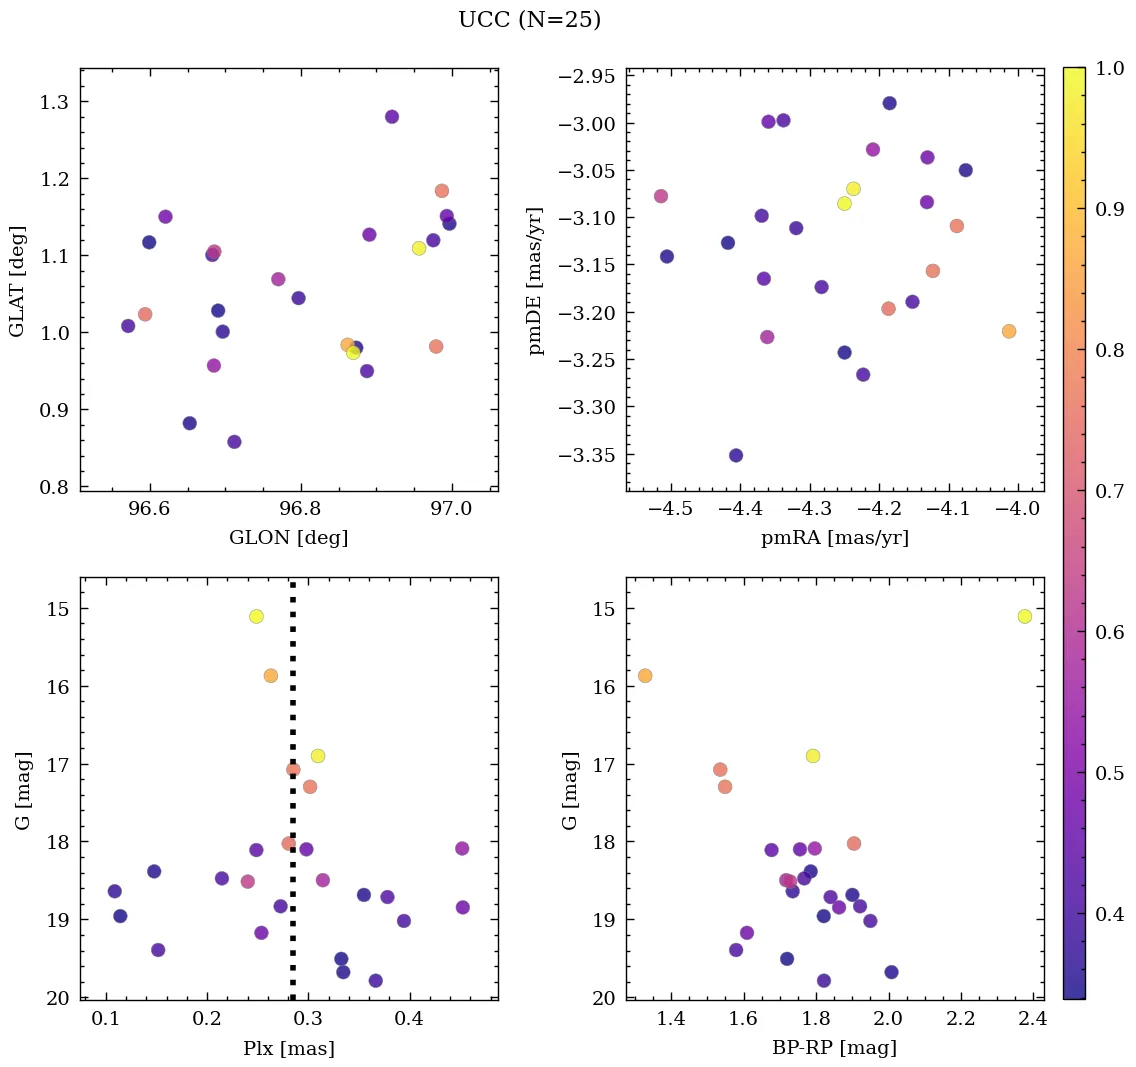 UCC (N=25)
1.3
1.2
1.1
1.0
0.9
0.8
GLAT [deg]
96.6 96.8 97.0
GLON [deg]
−2.95
−3.00
−3.05
−3.10
−3.15
−3.20
−3.25
−3.30
−3.35
pmDE [mas/yr]
−4.5 −4.4 −4.3 −4.2 −4.1 −4.0
pmRA [mas/yr]
15
16
17
18
19
20
G [mag]
0.1 0.2 0.3 0.4
Plx [mas]
15
16
17
18
19
20
G [mag]
1.4 1.6 1.8 2.0 2.2 2.4
BP-RP [mag]
1.0
0.9
0.8
0.7
0.6
0.5
0.4